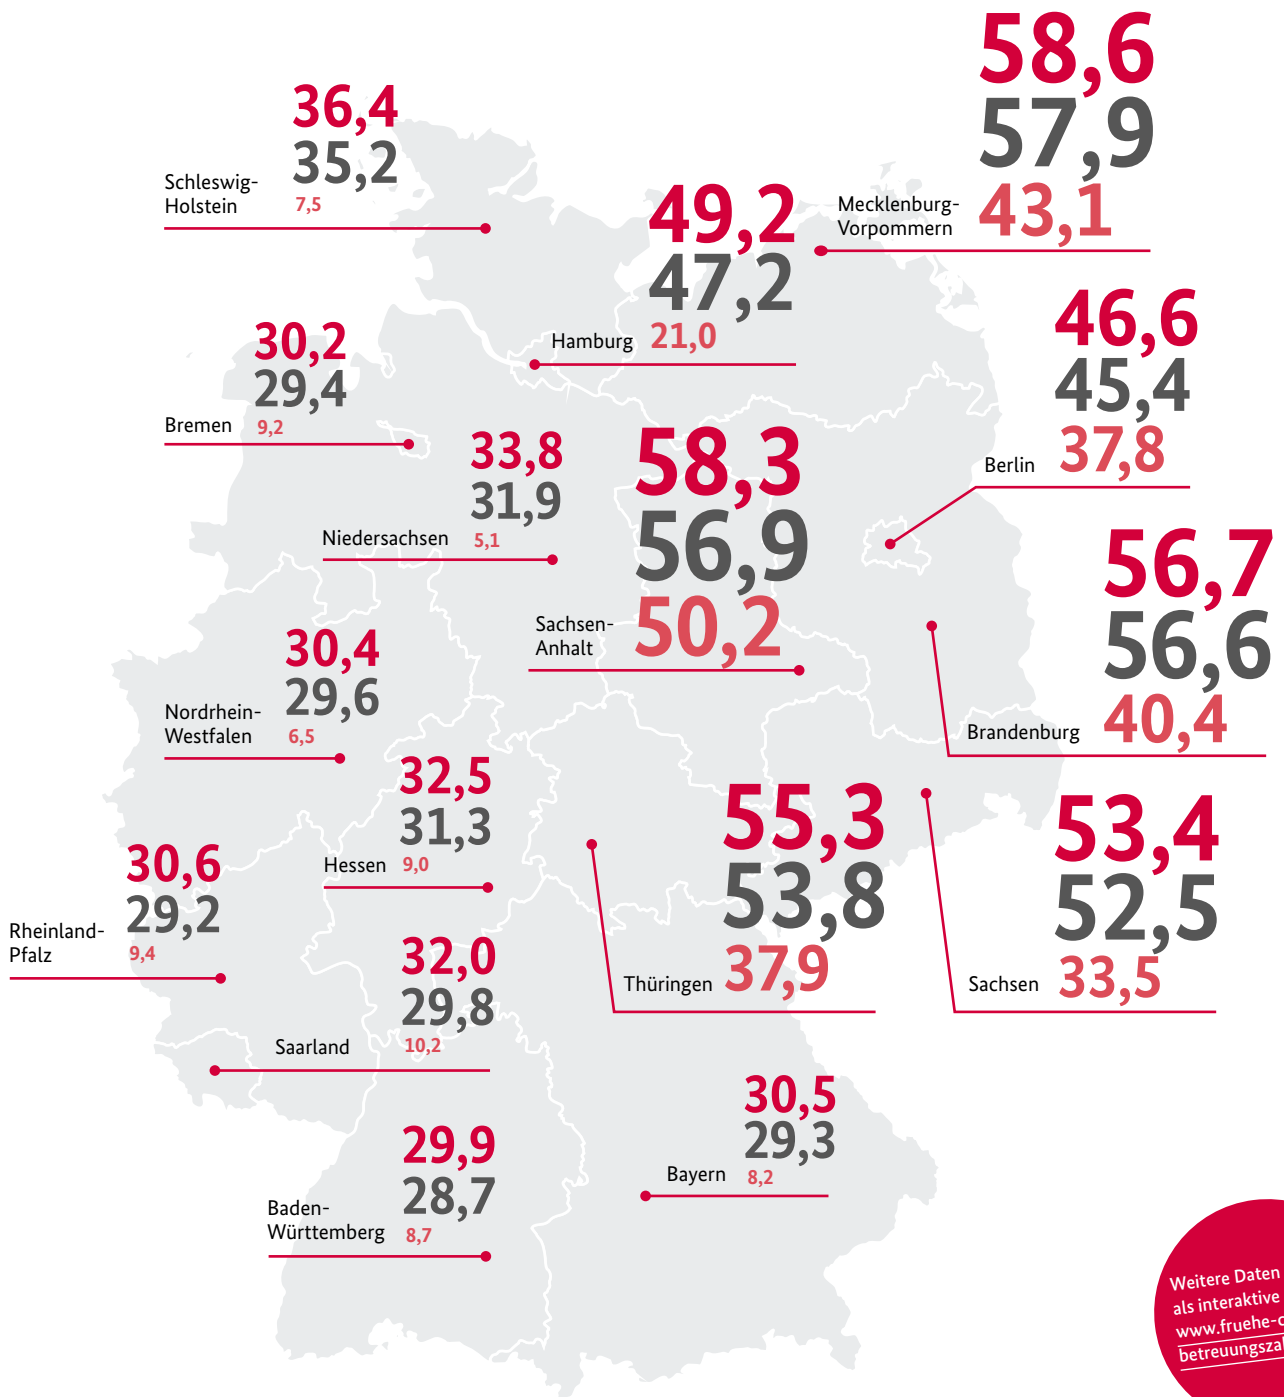 58,6
57,9
Mecklenburg-
Vorpommern
43,1
36,4
35,2
Schleswig-
Holstein
7,5
49,2
47,2
Hamburg
21,0
46,6
45,4
Berlin
37,8
30,2
29,4
Bremen
9,2
33,8
31,9
Niedersachsen
5,1
58,3
56,9
Sachsen-
Anhalt
50,2
56,7
56,6
Brandenburg
40,4
30,4
29,6
Nordrhein-
Westfalen
6,5
32,5
31,3
Hessen
9,0
55,3
53,8
Thüringen
37,9
53,4
52,5
Sachsen
33,5
30,6
29,2
Rheinland-
Pfalz
9,4
32,0
29,8
Saarland
10,2
30,5
29,3
Bayern
8,2
29,9
28,7
Baden-
Württemberg
8,7
Weitere Daten
als interaktive